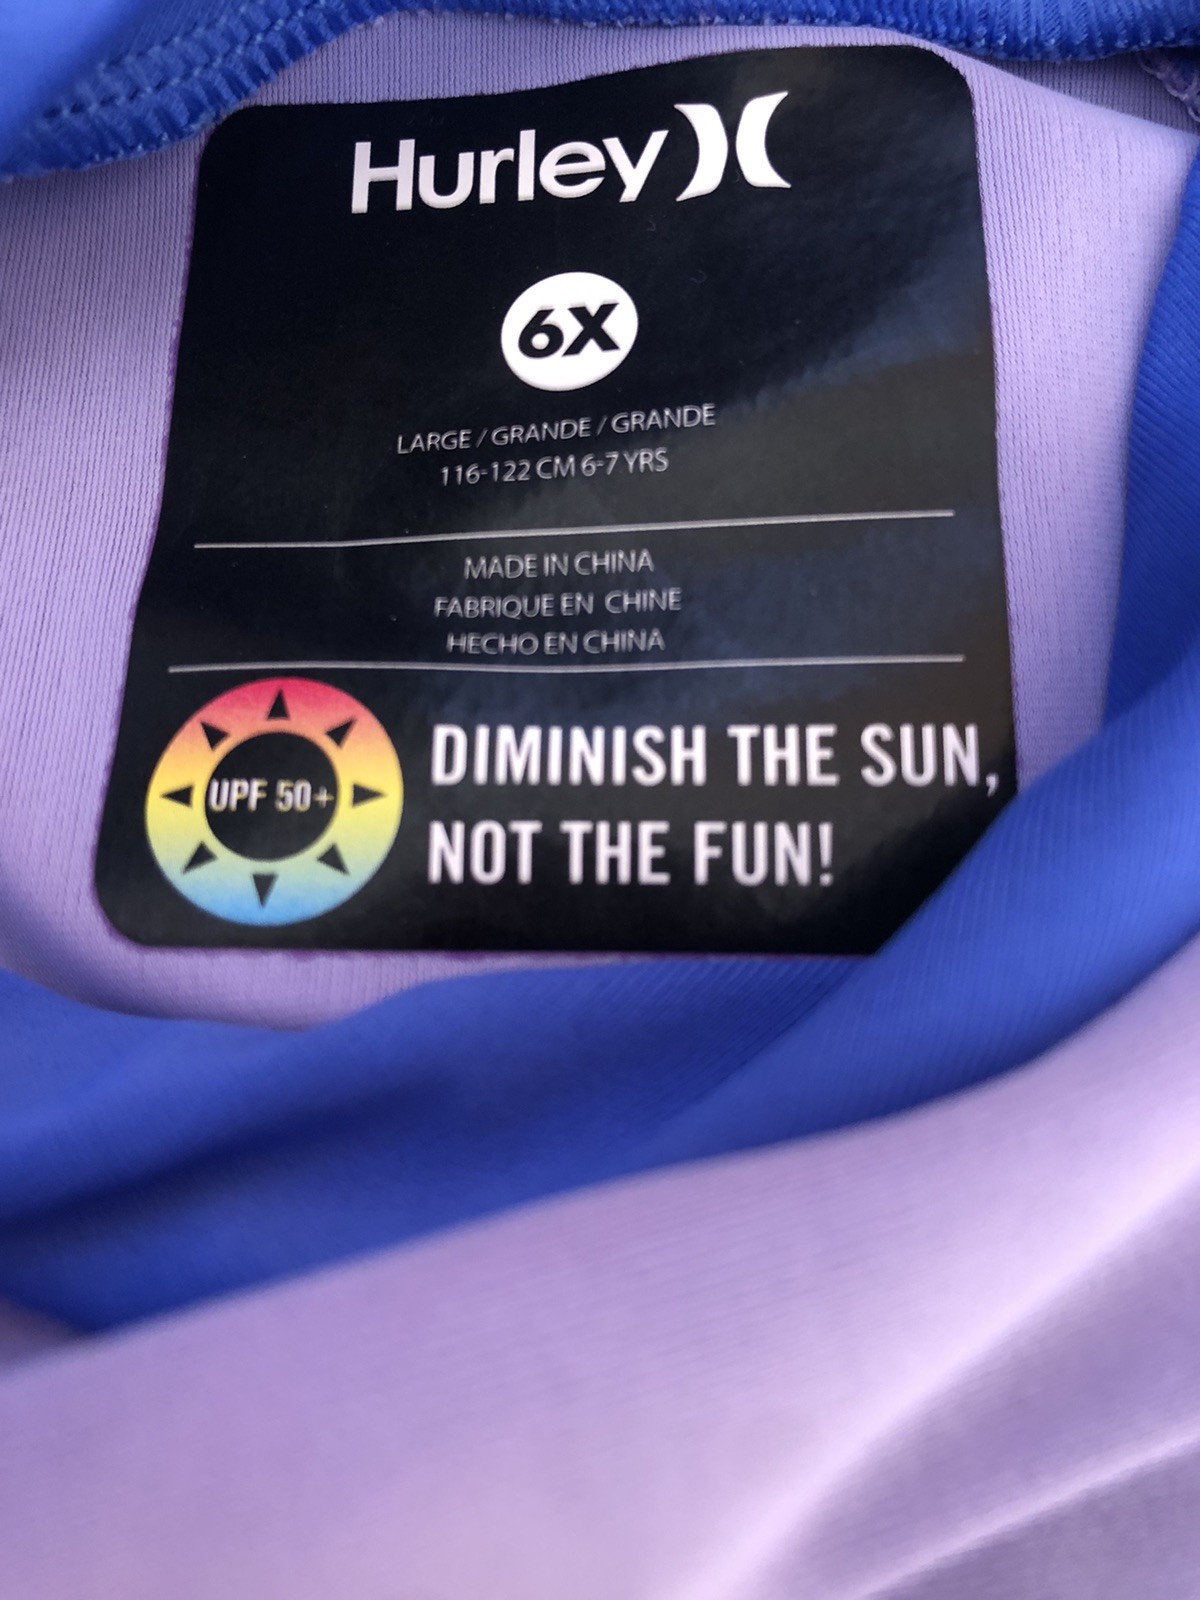 Hurley
6X
LARGE / GRANDE / GRANDE
116-122 CM 6-7 YRS
MADE IN CHINA
FABRIQUE EN CHINE
HECHO EN CHINA
UPF 50+
DIMINISH THE SUN,
NOT THE FUN!